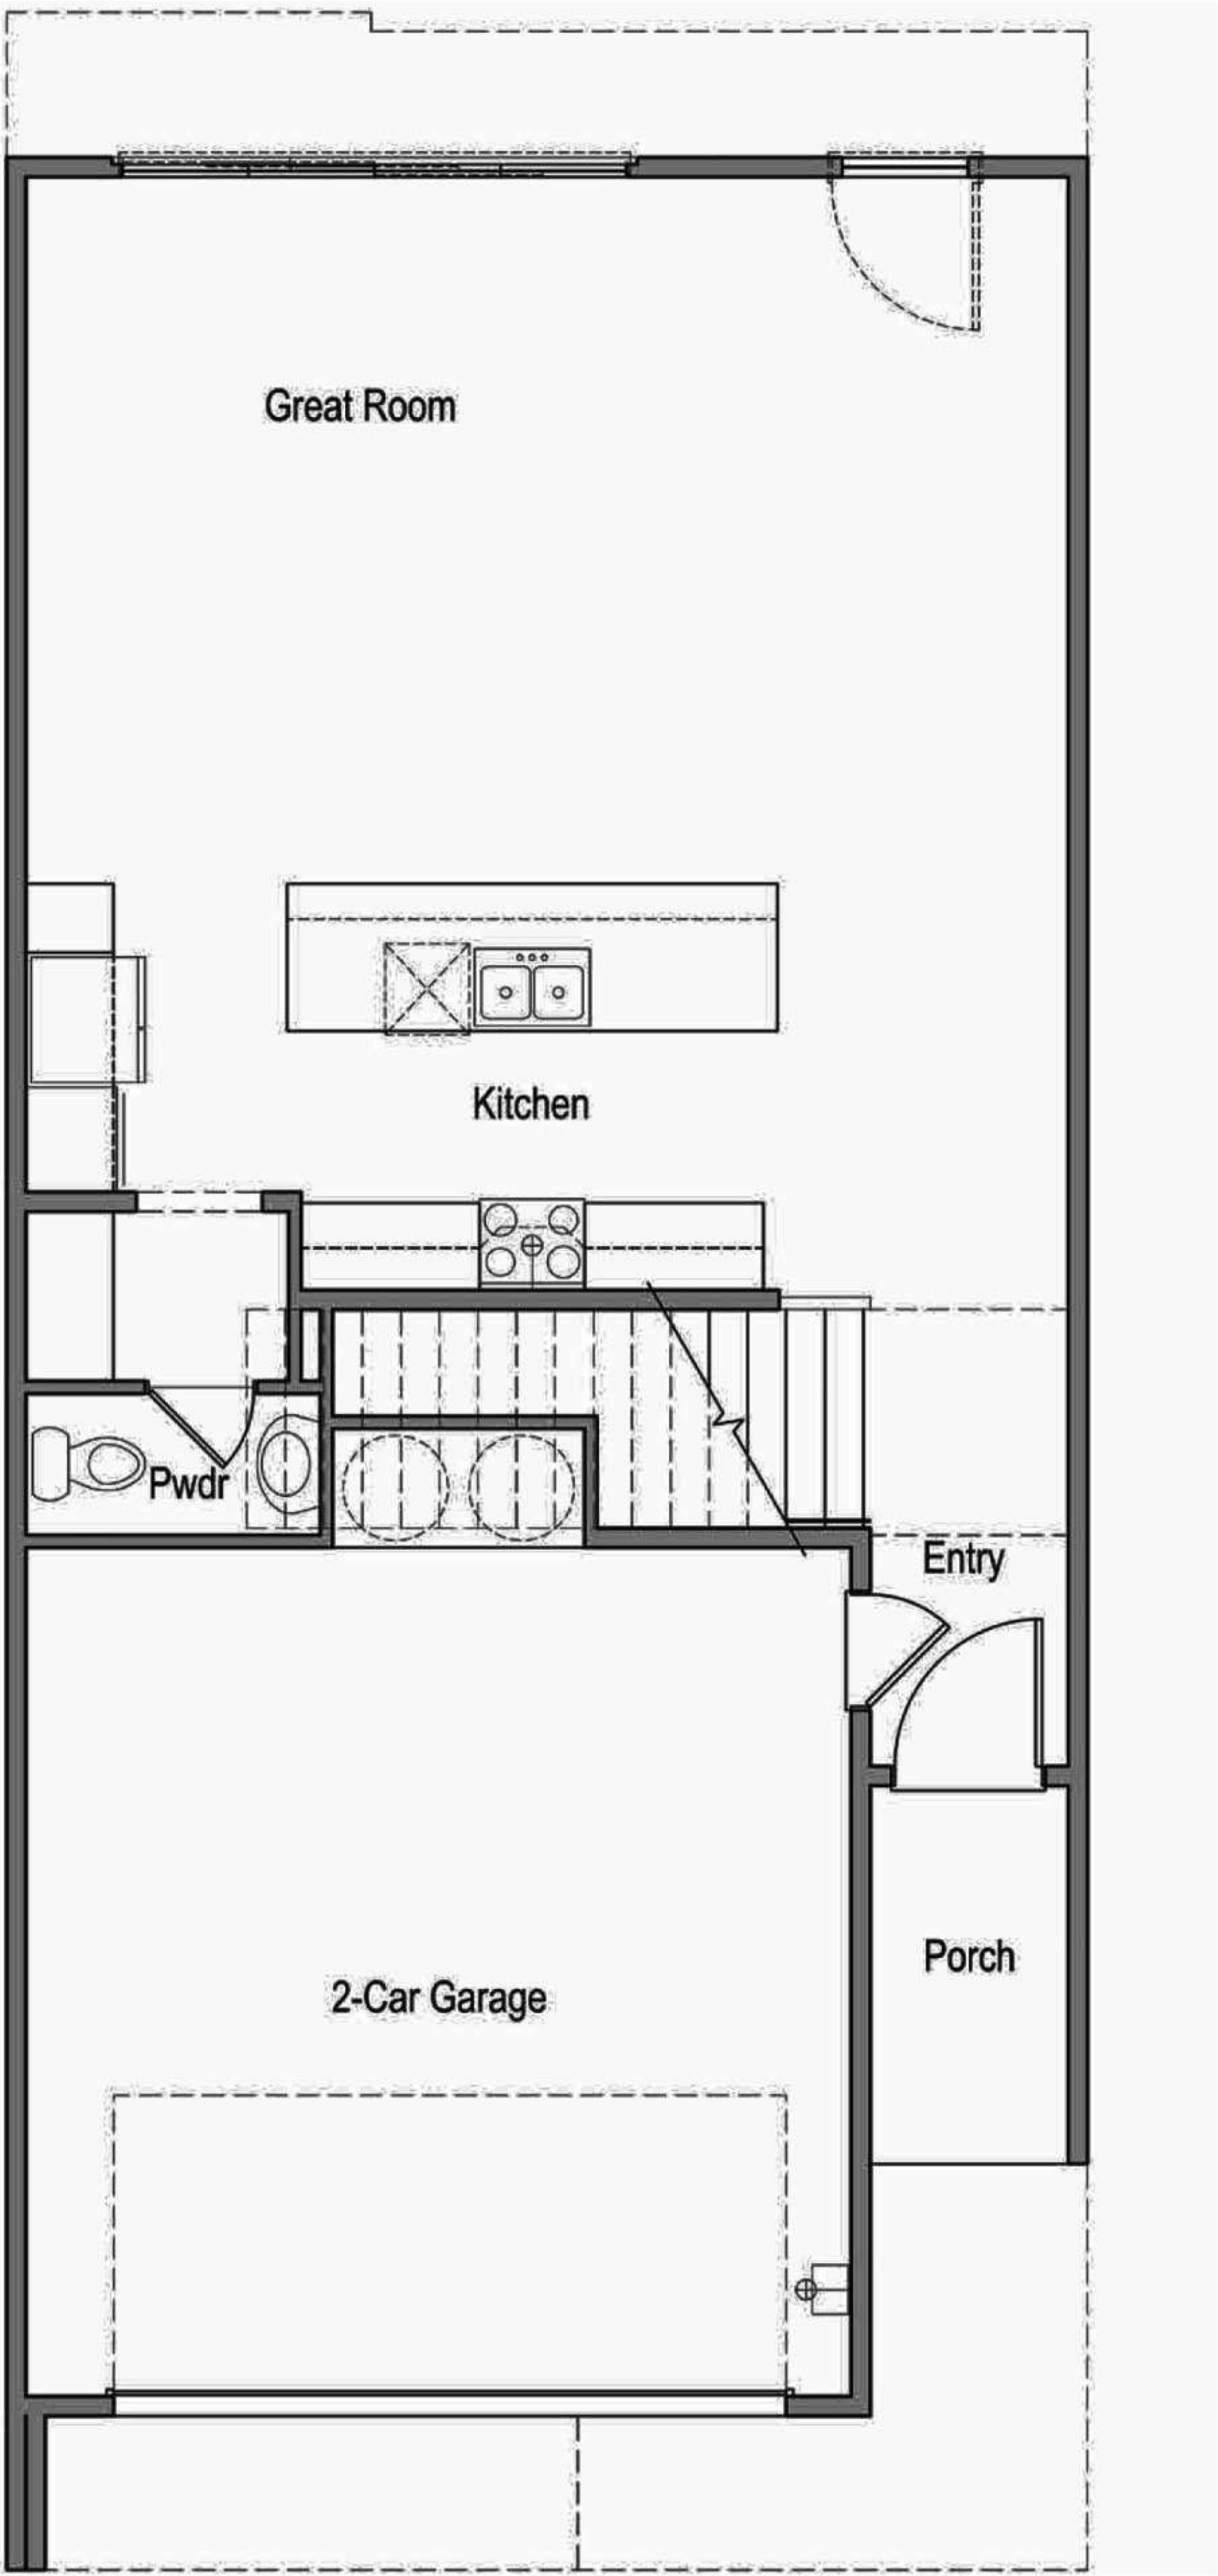 Great Room
Kitchen
Pwdr
Entry
Porch
2-Car Garage